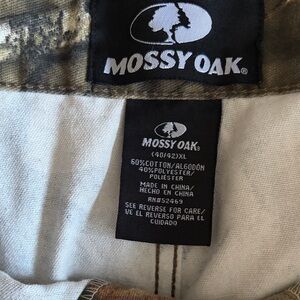 MOSSY OAK®
MOSSY OAK®
(40/42)XL
60%COTTON/ALGODÓN
40%POLYESTER/
POLIESTER
MADE IN CHINA/
HECHO EN CHINA
RN#52469
SEE REVERSE FOR CARE/
VE EL REVERSO PARA EL
CUIDADO